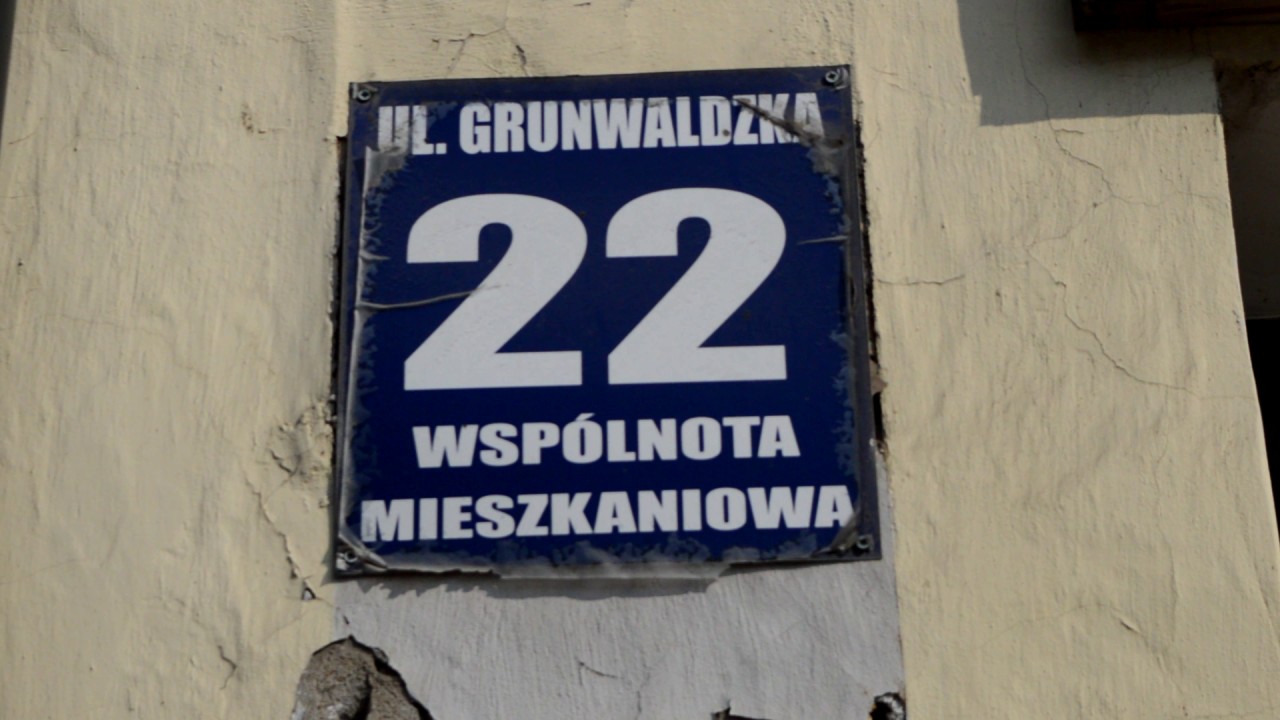 UL. GRUNWALDZKA
22
WSPÓLNOTA
MIESZKANIOWA